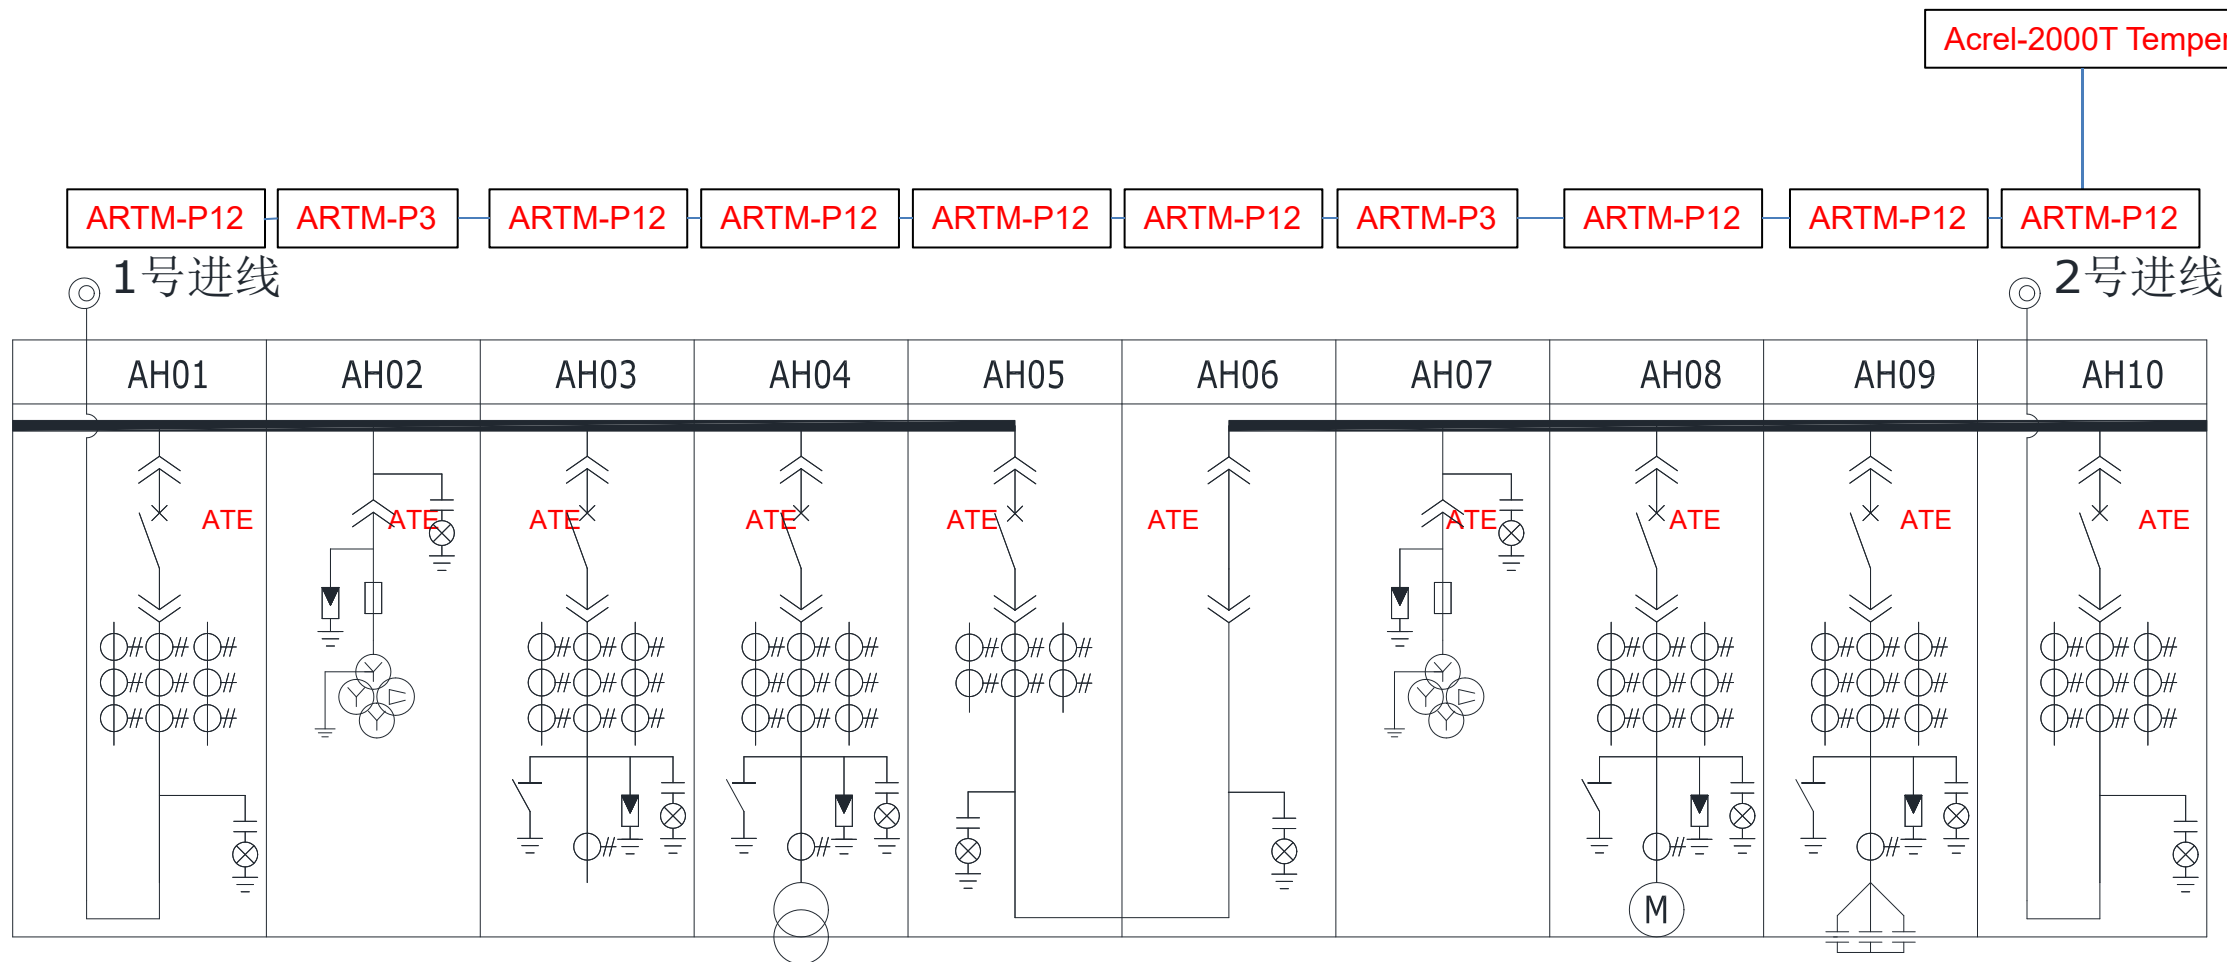 Acrel-2000T Temper
ARTM-P12 ARTM-P3 ARTM-P12 ARTM-P12 ARTM-P12 ARTM-P12 ARTM-P3 ARTM-P12 ARTM-P12 ARTM-P12
1号进线 2号进线
AH01 AH02 AH03 AH04 AH05 AH06 AH07 AH08 AH09 AH10
ATE ATE ATE ATE ATE ATE ATE ATE ATE ATE
# # # # # # # # # # # # # # # # # # # #
# # # # # # # # # # # # # # # # # # # #
# # # # # # # # # # # # # # # # # #
# # # #
M